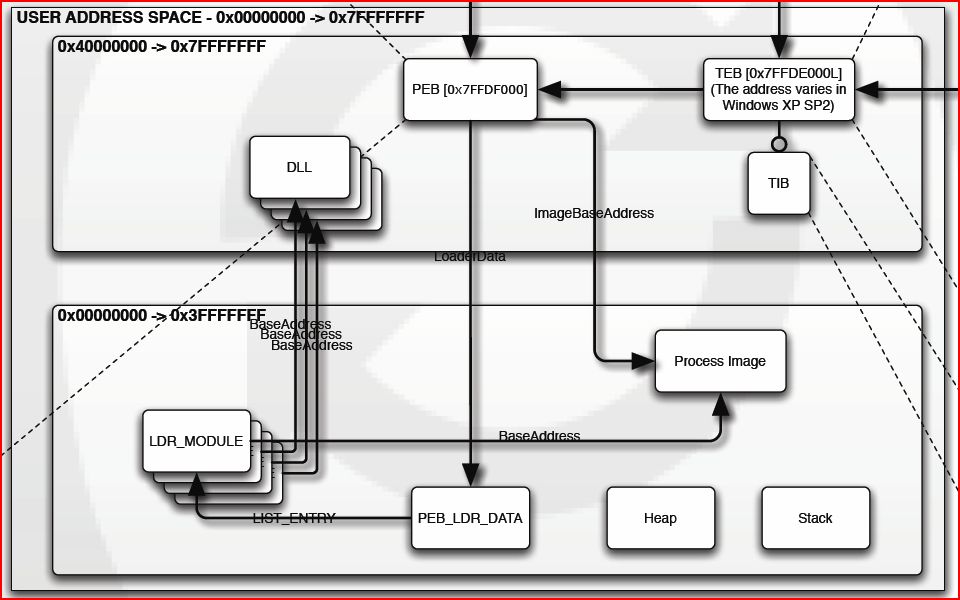 USER ADDRESS SPACE - 0x00000000 -> 0x7FFFFFFF
0x40000000 -> 0x7FFFFFFF
PEB [0x7FFDF000]
TEB [0x7FFDE000L]
(The address varies in
Windows XP SP2)
DLL
TIB
ImageBaseAddress
LoaderData
0x00000000 -> 0x3FFFFFFF
BaseAddress
BaseAddress
BaseAddress
Process Image
LDR_MODULE
BaseAddress
LIST_ENTRY
PEB_LDR_DATA
Heap
Stack